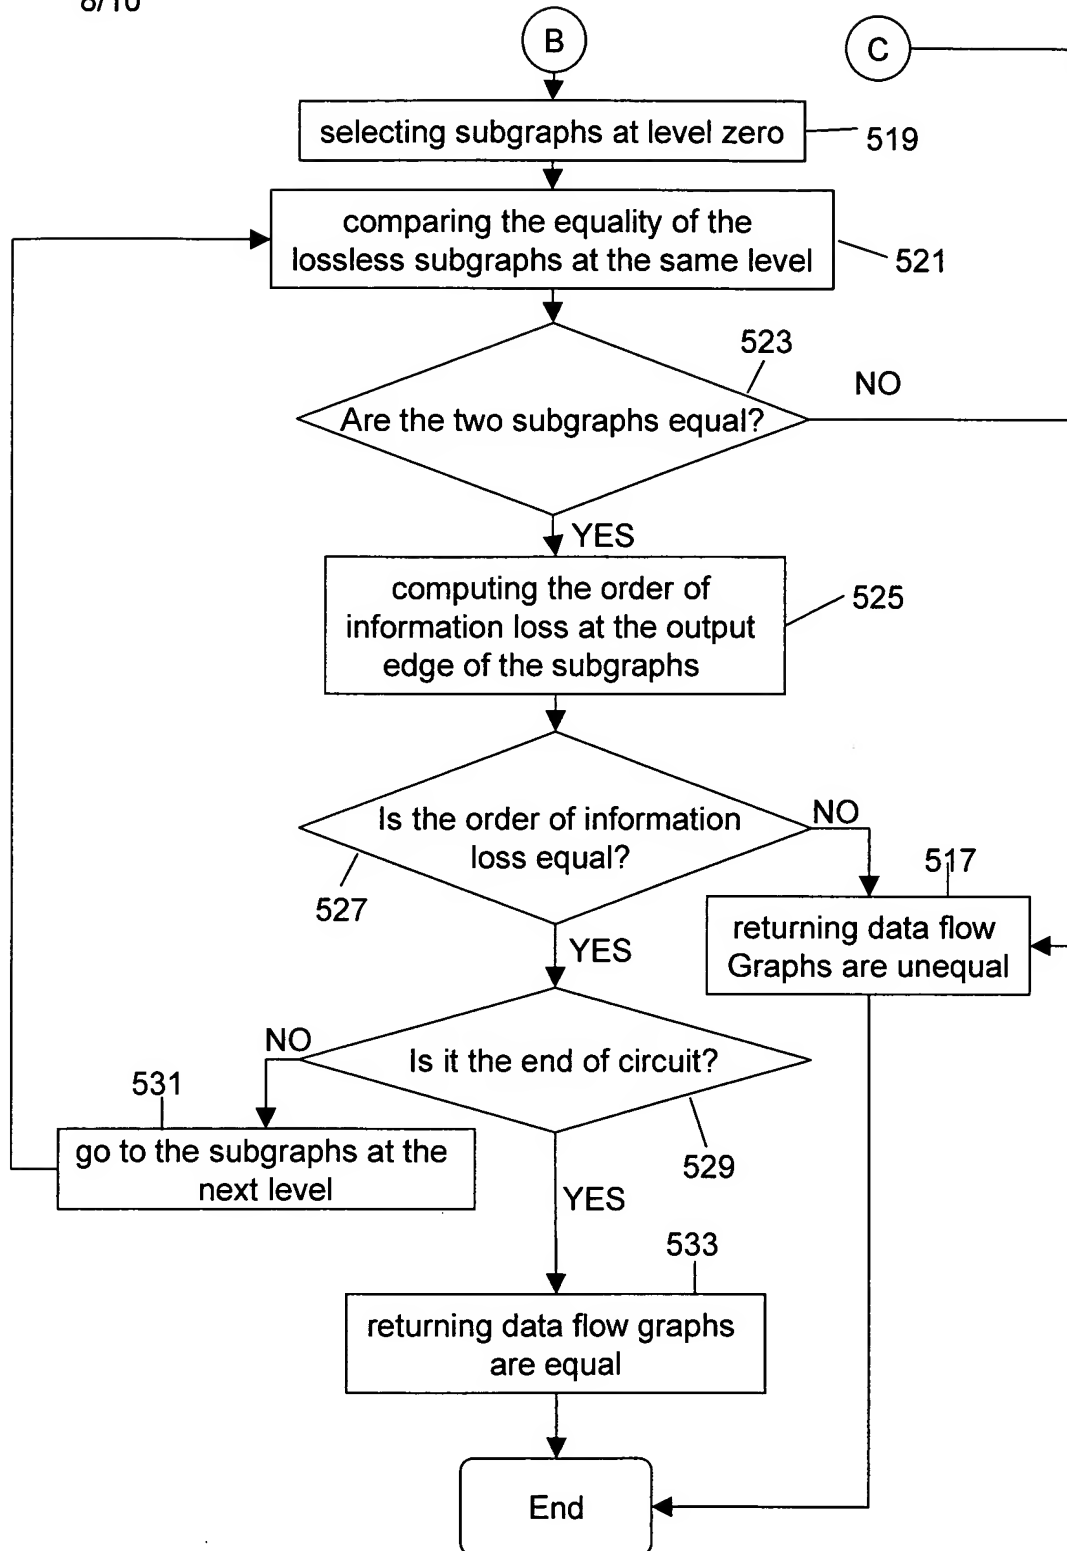 8/10
B
C
selecting subgraphs at level zero
519
comparing the equality of the
lossless subgraphs at the same level
521
523
NO
Are the two subgraphs equal?
YES
computing the order of
information loss at the output
edge of the subgraphs
525
Is the order of information
loss equal?
NO
527
517
returning data flow
Graphs are unequal
YES
Is it the end of circuit?
NO
531
529
go to the subgraphs at the
next level
YES
533
returning data flow graphs
are equal
End